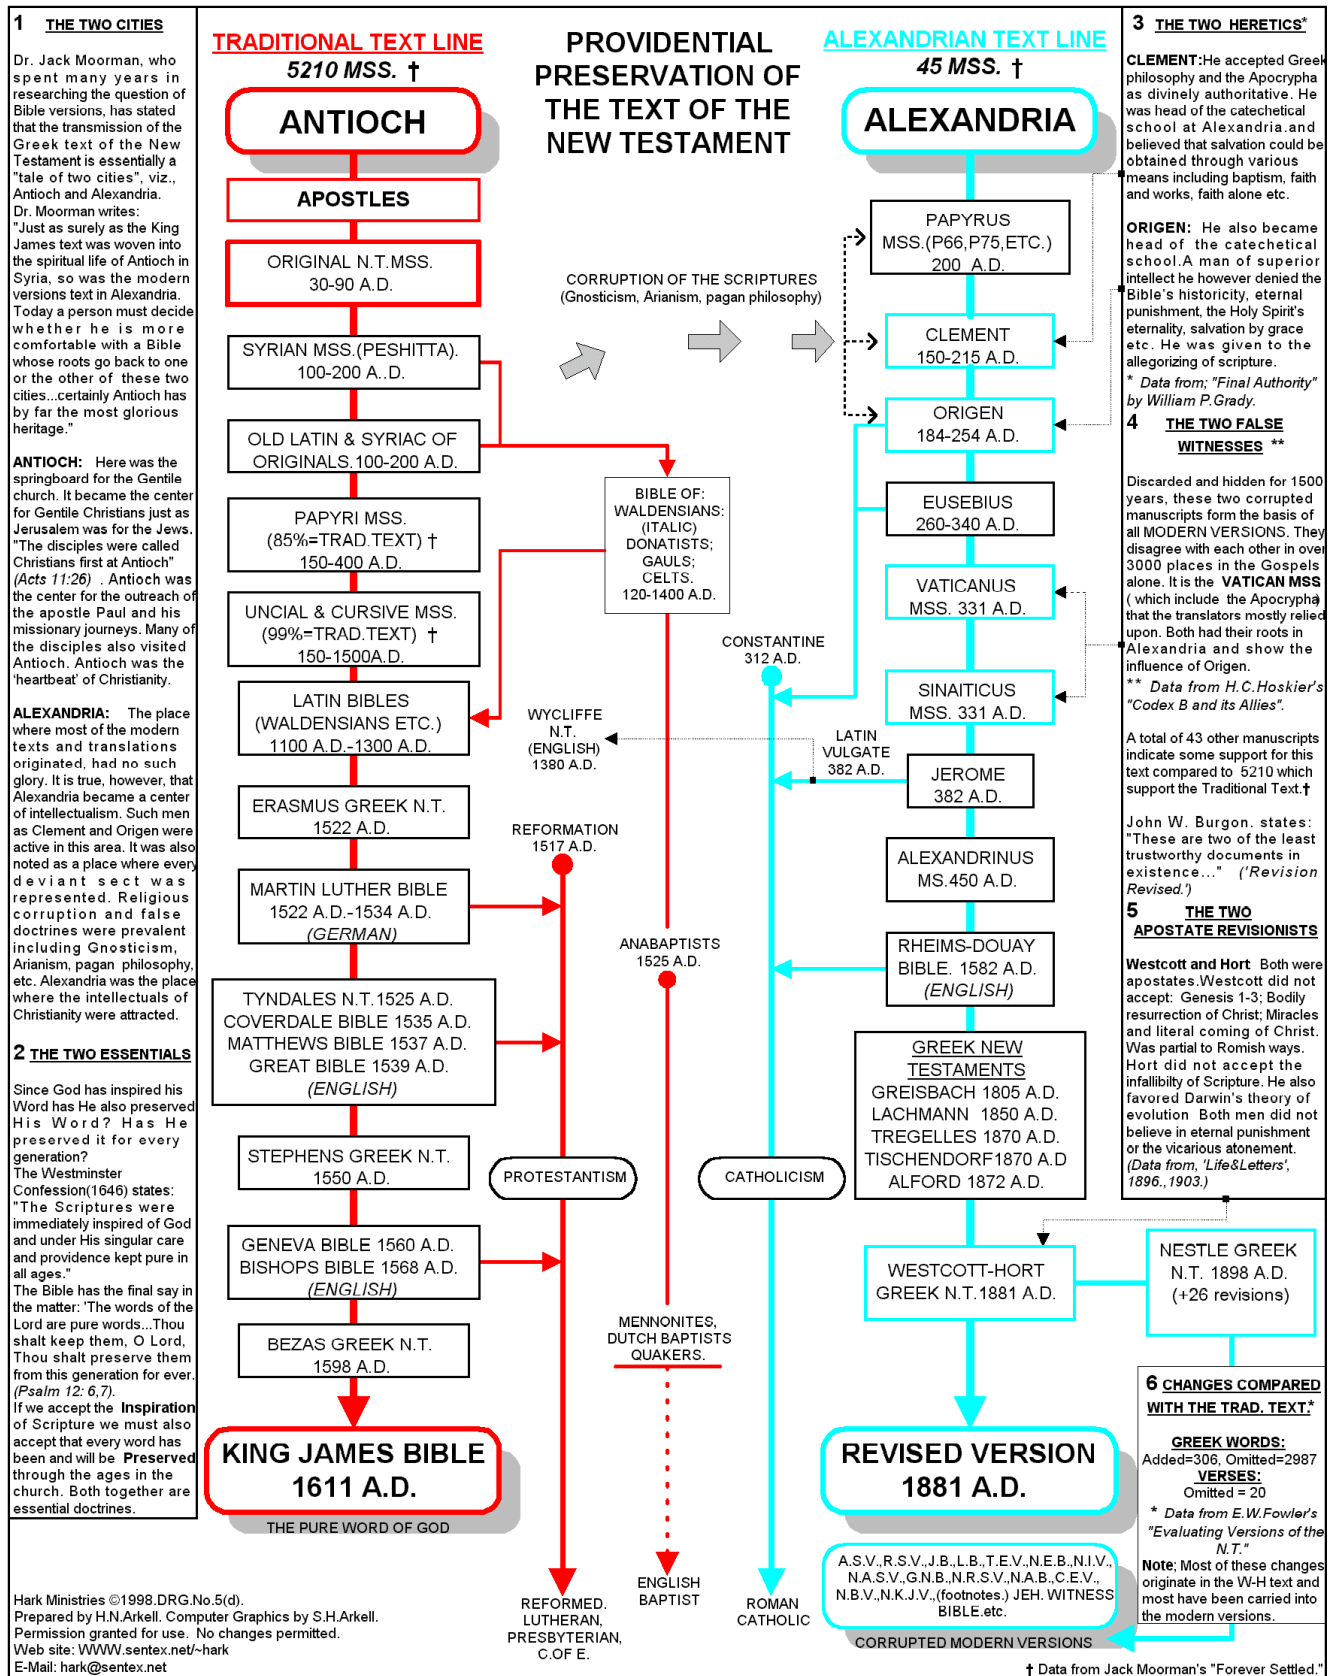 1 THE TWO CITIES
Dr. Jack Moorman, who
spent many years in
researching the question of
Bible versions, has stated
that the transmission of the
Greek text of the New
Testament is essentially a
"tale of two cities", viz.,
Antioch and Alexandria.
Dr. Moorman writes:
"Just as surely as the King
James text was woven into
the spiritual life of Antioch in
Syria, so was the modern
versions text in Alexandria.
Today a person must decide
whether he is more
comfortable with a Bible
whose roots go back to one
or the other of these two
cities...certainly Antioch has
by far the most glorious
heritage."
ANTIOCH: Here was the
springboard for the Gentile
church. It became the center
for Gentile Christians just as
Jerusalem was for the Jews.
"The disciples were called
Christians first at Antioch"
(Acts 11:26) . Antioch was
the center for the outreach of
the apostle Paul and his
missionary journeys. Many of
the disciples also visited
Antioch. Antioch was the
'heartbeat' of Christianity.
ALEXANDRIA: The place
where most of the modern
texts and translations
originated, had no such
glory. It is true, however, that
Alexandria became a center
of intellectualism. Such men
as Clement and Origen were
active in this area. It was also
noted as a place where every
deviant sect was
represented. Religious
corruption and false
doctrines were prevalent
including Gnosticism,
Arianism, pagan philosophy,
etc. Alexandria was the place
where the intellectuals of
Christianity were attracted.
2 THE TWO ESSENTIALS
Since God has inspired his
Word has He also preserved
His Word? Has He
preserved it for every
generation?
The Westminster
Confession(1646) states:
"The Scriptures were
immediately inspired of God
and under His singular care
and providence kept pure in
all ages."
The Bible has the final say in
the matter: 'The words of the
Lord are pure words...Thou
shalt keep them, O Lord,
Thou shalt preserve them
from this generation for ever.
(Psalm 12: 6,7).
If we accept the Inspiration
of Scripture we must also
accept that every word has
been and will be Preserved
through the ages in the
church. Both together are
essential doctrines.
Hark Ministries ©1998.DRG.No.5(d).
Prepared by H.N.Arkell. Computer Graphics by S.H.Arkell.
Permission granted for use. No changes permitted.
Web site: WWW.sentex.net/~hark
E-Mail: hark@sentex.net
PROVIDENTIAL
PRESERVATION OF
THE TEXT OF THE
NEW TESTAMENT
TRADITIONAL TEXT LINE
5210 MSS. †
ANTIOCH
APOSTLES
ORIGINAL N.T.MSS.
30-90 A.D.
SYRIAN MSS.(PESHITTA).
100-200 A..D.
OLD LATIN & SYRIAC OF
ORIGINALS.100-200 A.D.
PAPYRI MSS.
(85%=TRAD.TEXT) †
150-400 A.D.
UNCIAL & CURSIVE MSS.
(99%=TRAD.TEXT) †
150-1500A.D.
LATIN BIBLES
(WALDENSIANS ETC.)
1100 A.D.-1300 A.D.
ERASMUS GREEK N.T.
1522 A.D.
MARTIN LUTHER BIBLE
1522 A.D.-1534 A.D.
(GERMAN)
TYNDALES N.T.1525 A.D.
COVERDALE BIBLE 1535 A.D.
MATTHEWS BIBLE 1537 A.D.
GREAT BIBLE 1539 A.D.
(ENGLISH)
STEPHENS GREEK N.T.
1550 A.D.
GENEVA BIBLE 1560 A.D.
BISHOPS BIBLE 1568 A.D.
(ENGLISH)
BEZAS GREEK N.T.
1598 A.D.
KING JAMES BIBLE
1611 A.D.
THE PURE WORD OF GOD
CORRUPTION OF THE SCRIPTURES
(Gnosticism, Arianism, pagan philosophy)
BIBLE OF:
WALDENSIANS:
(ITALIC)
DONATISTS;
GAULS;
CELTS.
120-1400 A.D.
WYCLIFFE
N.T.
(ENGLISH)
1380 A.D.
REFORMATION
1517 A.D.
PROTESTANTISM
REFORMED.
LUTHERAN,
PRESBYTERIAN,
C.OF E.
ANABAPTISTS
1525 A.D.
MENNONITES,
DUTCH BAPTISTS
QUAKERS.
ENGLISH
BAPTIST
CONSTANTINE
312 A.D.
LATIN
VULGATE
382 A.D.
CATHOLICISM
ROMAN
CATHOLIC
ALEXANDRIAN TEXT LINE
45 MSS. †
ALEXANDRIA
PAPYRUS
MSS.(P66,P75,ETC.)
200 A.D.
CLEMENT
150-215 A.D.
ORIGEN
184-254 A.D.
EUSEBIUS
260-340 A.D.
VATICANUS
MSS. 331 A.D.
SINAITICUS
MSS. 331 A.D.
JEROME
382 A.D.
ALEXANDRINUS
MS.450 A.D.
RHEIMS-DOUAY
BIBLE. 1582 A.D.
(ENGLISH)
GREEK NEW
TESTAMENTS
GREISBACH 1805 A.D.
LACHMANN 1850 A.D.
TREGELLES 1870 A.D.
TISCHENDORF1870 A.D
ALFORD 1872 A.D.
WESTCOTT-HORT
GREEK N.T.1881 A.D.
NESTLE GREEK
N.T. 1898 A.D.
(+26 revisions)
REVISED VERSION
1881 A.D.
A.S.V.,R.S.V.,J.B.,L.B.,T.E.V.,N.E.B.,N.I.V.,
N.A.S.V.,G.N.B.,N.R.S.V.,N.A.B.,C.E.V.,
N.B.V.,N.K.J.V.,(footnotes.) JEH. WITNESS
BIBLE.etc.
CORRUPTED MODERN VERSIONS
3 THE TWO HERETICS*
CLEMENT:He accepted Greek
philosophy and the Apocrypha
as divinely authoritative. He
was head of the catechetical
school at Alexandria.and
believed that salvation could be
obtained through various
means including baptism, faith
and works, faith alone etc.
ORIGEN: He also became
head of the catechetical
school.A man of superior
intellect he however denied the
Bible's historicity, eternal
punishment, the Holy Spirit's
eternality, salvation by grace
etc. He was given to the
allegorizing of scripture.
* Data from; "Final Authority"
by William P.Grady.
4 THE TWO FALSE
WITNESSES **
Discarded and hidden for 1500
years, these two corrupted
manuscripts form the basis of
all MODERN VERSIONS. They
disagree with each other in over
3000 places in the Gospels
alone. It is the VATICAN MSS
( which include the Apocrypha)
that the translators mostly relied
upon. Both had their roots in
Alexandria and show the
influence of Origen.
** Data from H.C.Hoskier's
"Codex B and its Allies".
A total of 43 other manuscripts
indicate some support for this
text compared to 5210 which
support the Traditional Text.†
John W. Burgon. states:
"These are two of the least
trustworthy documents in
existence..." ('Revision
Revised.')
5 THE TWO
APOSTATE REVISIONISTS
Westcott and Hort Both were
apostates.Westcott did not
accept: Genesis 1-3; Bodily
resurrection of Christ; Miracles
and literal coming of Christ.
Was partial to Romish ways.
Hort did not accept the
infallibilty of Scripture. He also
favored Darwin's theory of
evolution Both men did not
believe in eternal punishment
or the vicarious atonement.
(Data from, 'Life&Letters',
1896.,1903.)
6 CHANGES COMPARED
WITH THE TRAD. TEXT.*
GREEK WORDS:
Added=306, Omitted=2987
VERSES:
Omitted = 20
* Data from E.W.Fowler's
"Evaluating Versions of the
N.T."
Note; Most of these changes
originate in the W-H text and
most have been carried into
the modern versions.
† Data from Jack Moorman's "Forever Settled."